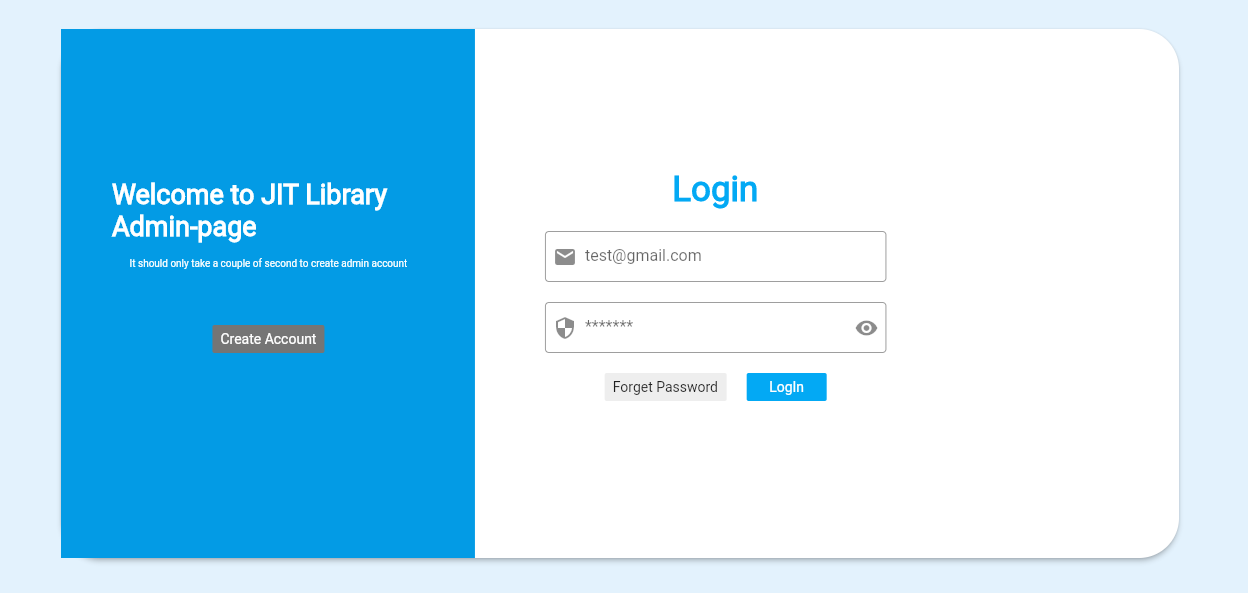 Welcome to JIT Library
Admin-page
It should only take a couple of second to create admin account
Create Account
Login
test@gmail.com
*******
Forget Password
LogIn